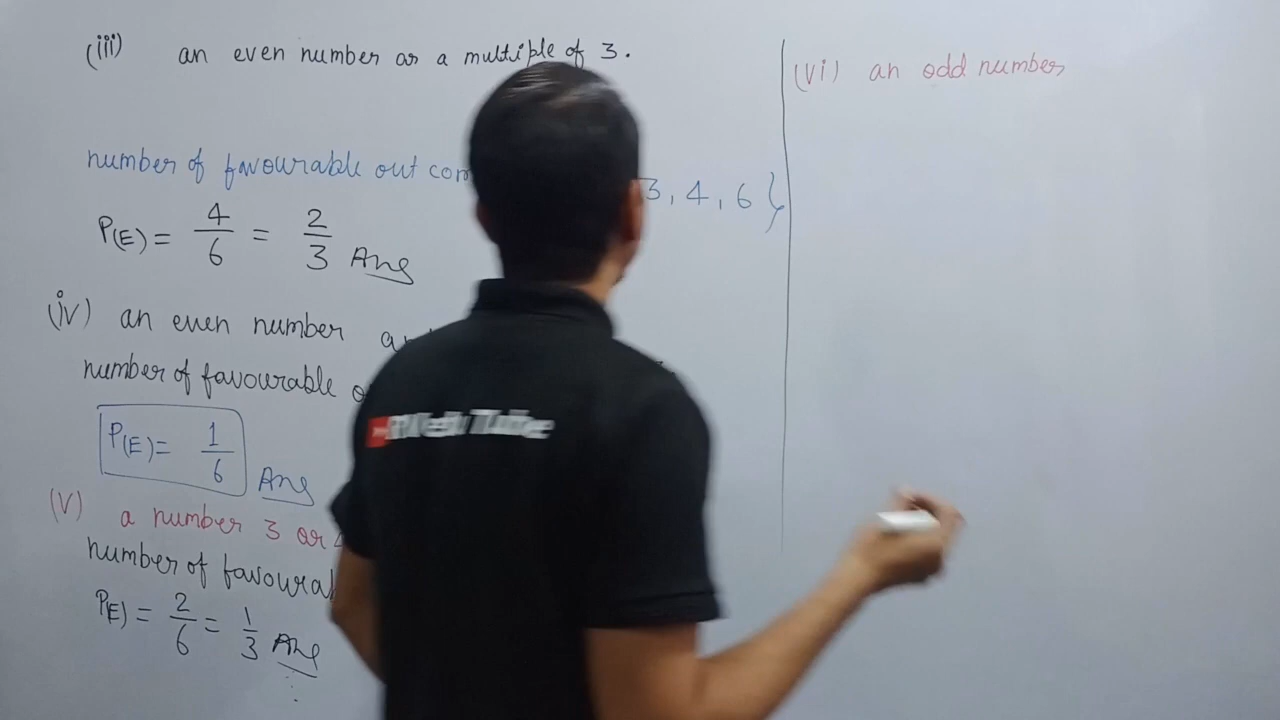 (iii) an even number or a multiple of 3.
number of favourable out com
3, 4, 6 }
P(E) = 4/6 = 2/3 Ans
(iv) an even number
number of favourable
P(E) = 1/6 Ans
(v) a number 3 or
number of favoura
P(E) = 2/6 = 1/3 Ans
(vi) an odd number